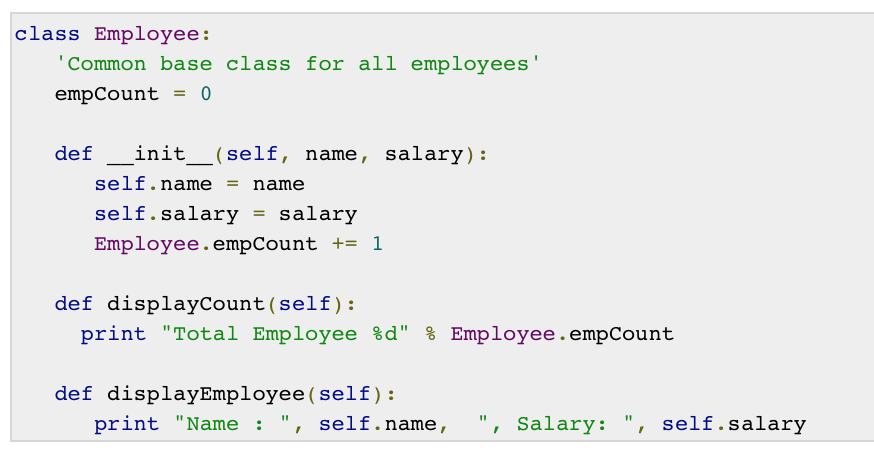 class Employee:
   'Common base class for all employees'
   empCount = 0

   def __init__(self, name, salary):
      self.name = name
      self.salary = salary
      Employee.empCount += 1

   def displayCount(self):
     print "Total Employee %d" % Employee.empCount

   def displayEmployee(self):
      print "Name : ", self.name,  ", Salary: ", self.salary